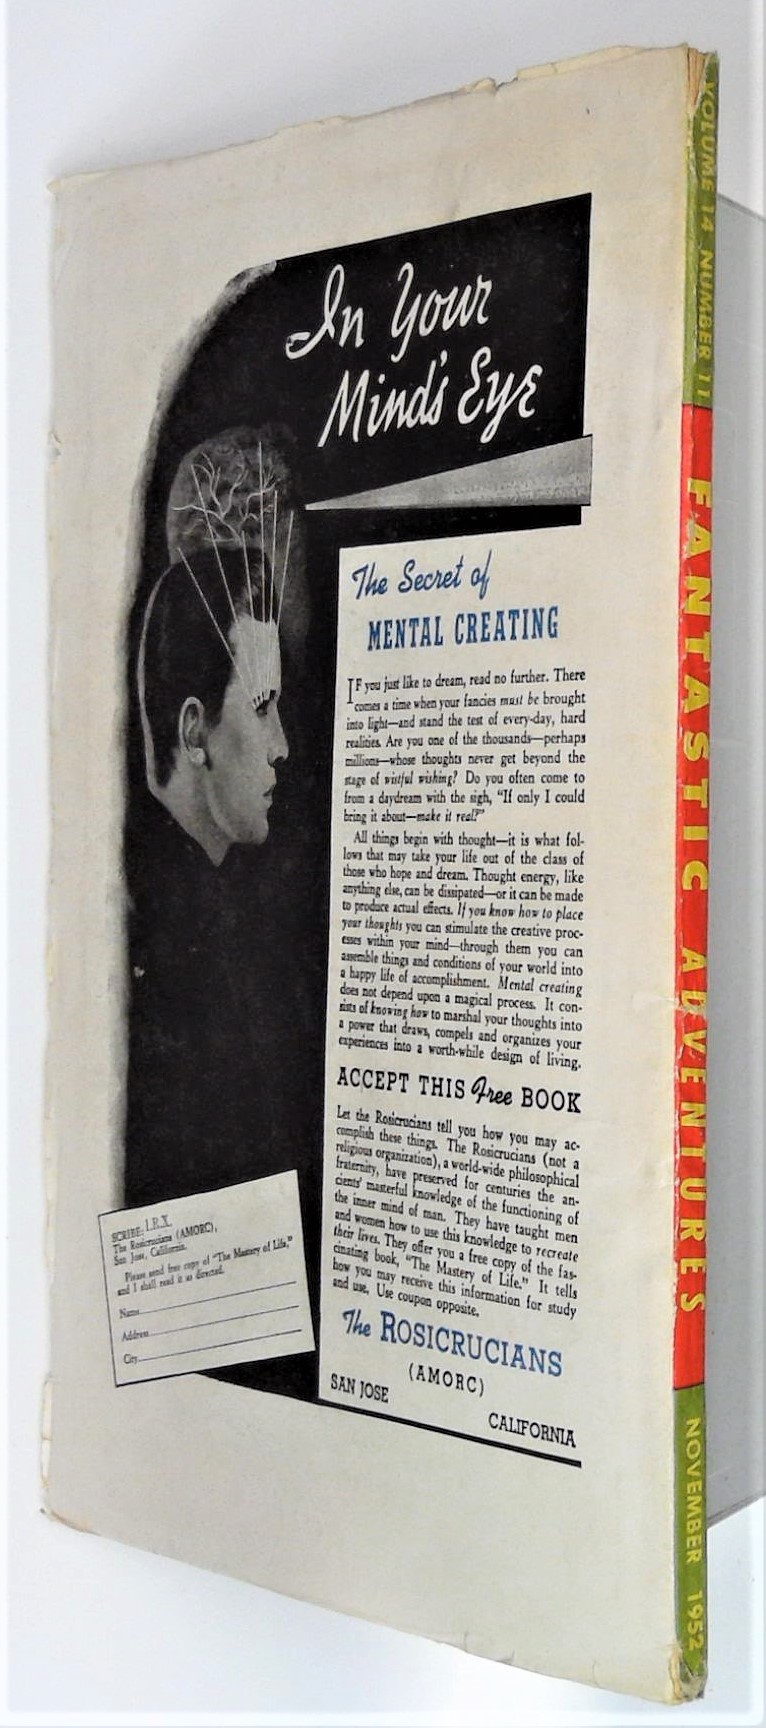 In Your
Mind's Eye
The Secret of
MENTAL CREATING
IF you just like to dream, read no further. There
comes a time when your fancies must be brought
into light—and stand the test of every-day, hard
realities. Are you one of the thousands—perhaps
millions—whose thoughts never get beyond the
stage of wistful wishing? Do you often come to
from a daydream with the sigh, "If only I could
bring it about—make it real?"
All things begin with thought—it is what fol-
lows that may take your life out of the class of
those who hope and dream. Thought energy, like
anything else, can be dissipated—or it can be made
to produce actual effects. If you know how to place
your thoughts you can stimulate the creative proc-
esses within your mind—through them you can
assemble things and conditions of your world into
a happy life of accomplishment. Mental creating
does not depend upon a magical process. It con-
sists of knowing how to marshal your thoughts into
a power that draws, compels and organizes your
experiences into a worth-while design of living.
ACCEPT THIS Free BOOK
Let the Rosicrucians tell you how you may ac-
complish these things. The Rosicrucians (not a
religious organization), a world-wide philosophical
fraternity, have preserved for centuries the an-
cients' masterful knowledge of the functioning of
the inner mind of man. They have taught men
and women how to use this knowledge to recreate
their lives. They offer you a free copy of the fas-
cinating book, "The Mastery of Life." It tells
how you may receive this information for study
and use. Use coupon opposite.
The ROSICRUCIANS
(AMORC)
SAN JOSE
CALIFORNIA
SCRIBE: I.R.X.
The Rosicrucians (AMORC),
San Jose, California.
Please send free copy of "The Mastery of Life,"
and I shall read it as directed.
Name
Address
City
VOLUME 14 NUMBER 11
FANTASTIC ADVENTURES
NOVEMBER 1952